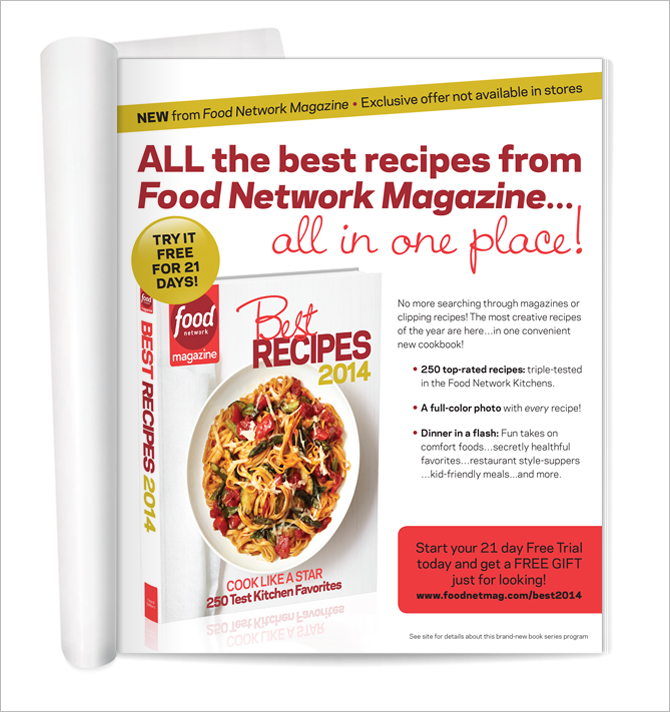 NEW from Food Network Magazine • Exclusive offer not available in stores
ALL the best recipes from
Food Network Magazine...
all in one place!
TRY IT
FREE
FOR 21
DAYS!
food
network
magazine
BEST RECIPES 2014
food
network
magazine
Best
RECIPES
2014
COOK LIKE A STAR
250 Test Kitchen Favorites
No more searching through magazines or
clipping recipes! The most creative recipes
of the year are here...in one convenient
new cookbook!
• 250 top-rated recipes: triple-tested
in the Food Network Kitchens.
• A full-color photo with every recipe!
• Dinner in a flash: Fun takes on
comfort foods...secretly healthful
favorites...restaurant style-suppers
...kid-friendly meals...and more.
Start your 21 day Free Trial
today and get a FREE GIFT
just for looking!
www.foodnetmag.com/best2014
See site for details about this brand-new book series program